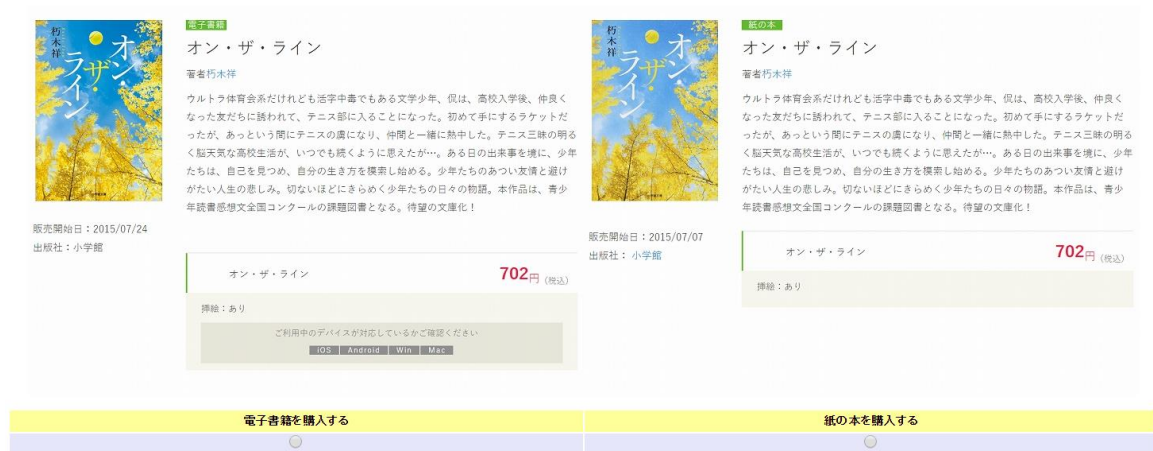 朽木祥
オン・ザ・ライン
電子書籍
オン・ザ・ライン
著者朽木祥
ウルトラ体育会系だけれども活字中毒でもある文学少年、侃は、高校入学後、仲良く
なった友だちに誘われて、テニス部に入ることになった。初めて手にするラケットだ
ったが、あっという間にテニスの虜になり、仲間と一緒に熱中した。テニス三昧の明る
く脳天気な高校生活が、いつでも続くように思えたが…。ある日の出来事を境に、少年
たちは、自己を見つめ、自分の生き方を模索し始める。少年たちのあつい友情と避け
がたい人生の悲しみ。切ないほどにきらめく少年たちの日々の物語。本作品は、青少
年読書感想文全国コンクールの課題図書となる。待望の文庫化！
販売開始日：2015/07/24
出版社：小学館
オン・ザ・ライン
702円（税込）
挿絵：あり
ご利用中のデバイスが対応しているかご確認ください
iOS Android Win Mac
朽木祥
オン・ザ・ライン
紙の本
オン・ザ・ライン
著者朽木祥
ウルトラ体育会系だけれども活字中毒でもある文学少年、侃は、高校入学後、仲良く
なった友だちに誘われて、テニス部に入ることになった。初めて手にするラケットだ
ったが、あっという間にテニスの虜になり、仲間と一緒に熱中した。テニス三昧の明る
く脳天気な高校生活が、いつでも続くように思えたが…。ある日の出来事を境に、少年
たちは、自己を見つめ、自分の生き方を模索し始める。少年たちのあつい友情と避け
がたい人生の悲しみ。切ないほどにきらめく少年たちの日々の物語。本作品は、青少
年読書感想文全国コンクールの課題図書となる。待望の文庫化！
販売開始日：2015/07/07
出版社： 小学館
オン・ザ・ライン
702円（税込）
挿絵：あり
電子書籍を購入する
紙の本を購入する